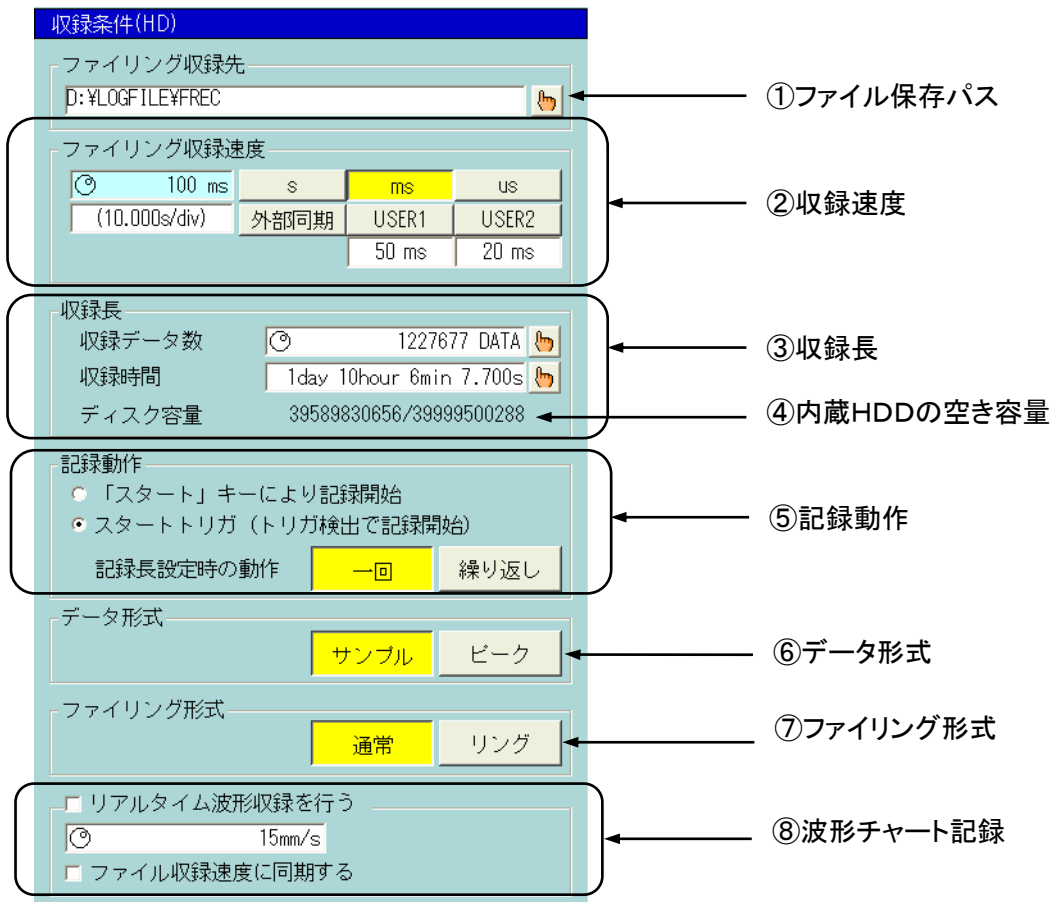 収録条件(HD)
ファイリング収録先
D:¥LOGFILE¥FREC
①ファイル保存パス
ファイリング収録速度
100 ms s ms us
(10.000s/div) 外部同期 USER1 USER2
50 ms 20 ms
②収録速度
収録長
収録データ数 1227677 DATA
収録時間 1day 10hour 6min 7.700s
ディスク容量 39589830656/39999500288
③収録長
④内蔵HDDの空き容量
記録動作
「スタート」キーにより記録開始
スタートトリガ(トリガ検出で記録開始)
記録長設定時の動作 一回 繰り返し
⑤記録動作
データ形式
サンプル ピーク
⑥データ形式
ファイリング形式
通常 リング
⑦ファイリング形式
リアルタイム波形収録を行う
15mm/s
ファイル収録速度に同期する
⑧波形チャート記録